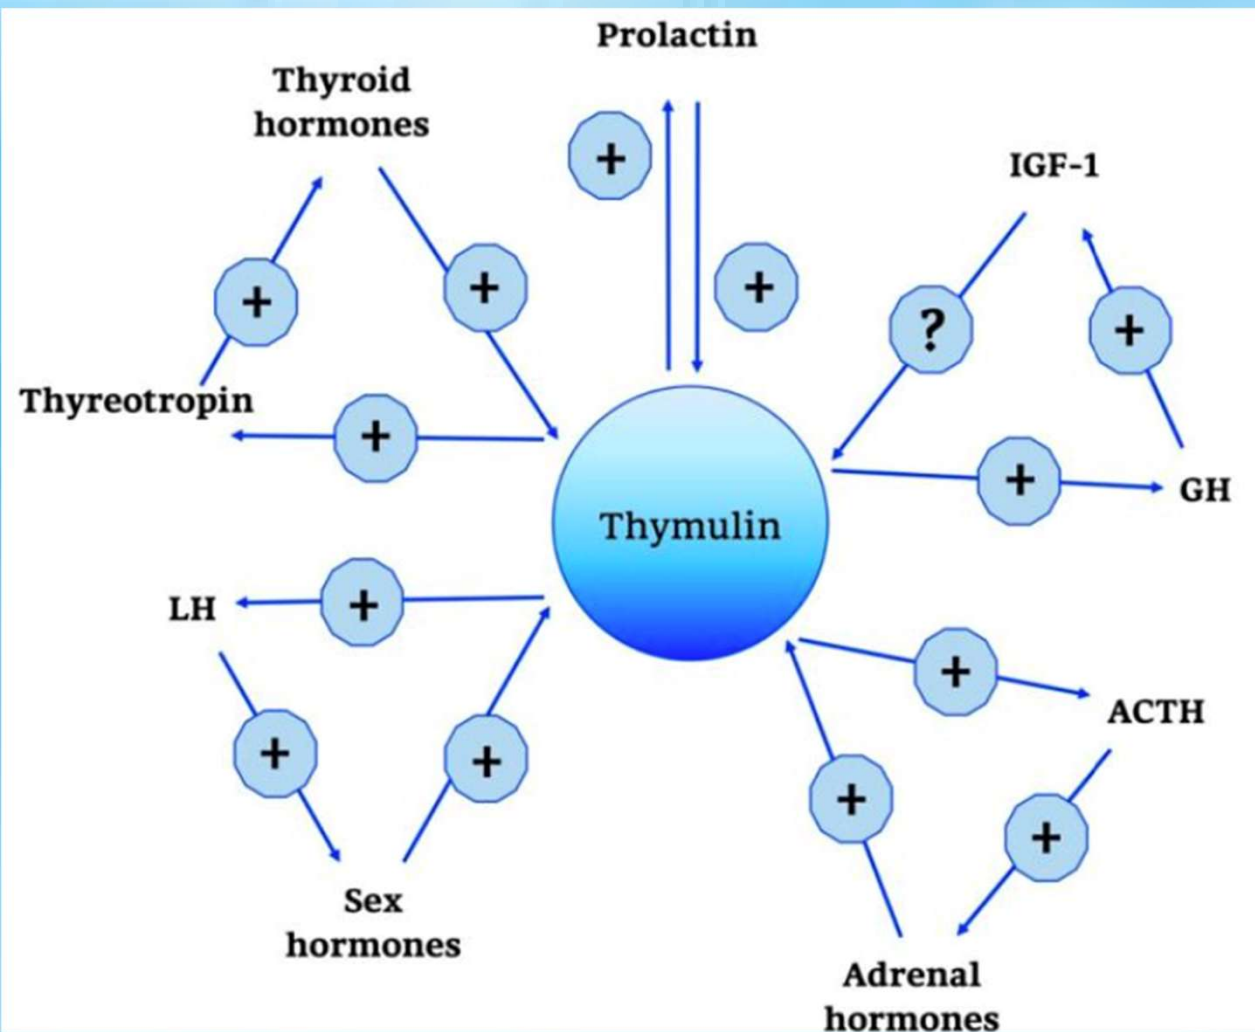 Prolactin
Thyroid
hormones
+
IGF-1
+
+
+
?
+
Thyreotropin
+
+
GH
Thymulin
LH
+
+
ACTH
+
+
+
+
Sex
hormones
Adrenal
hormones